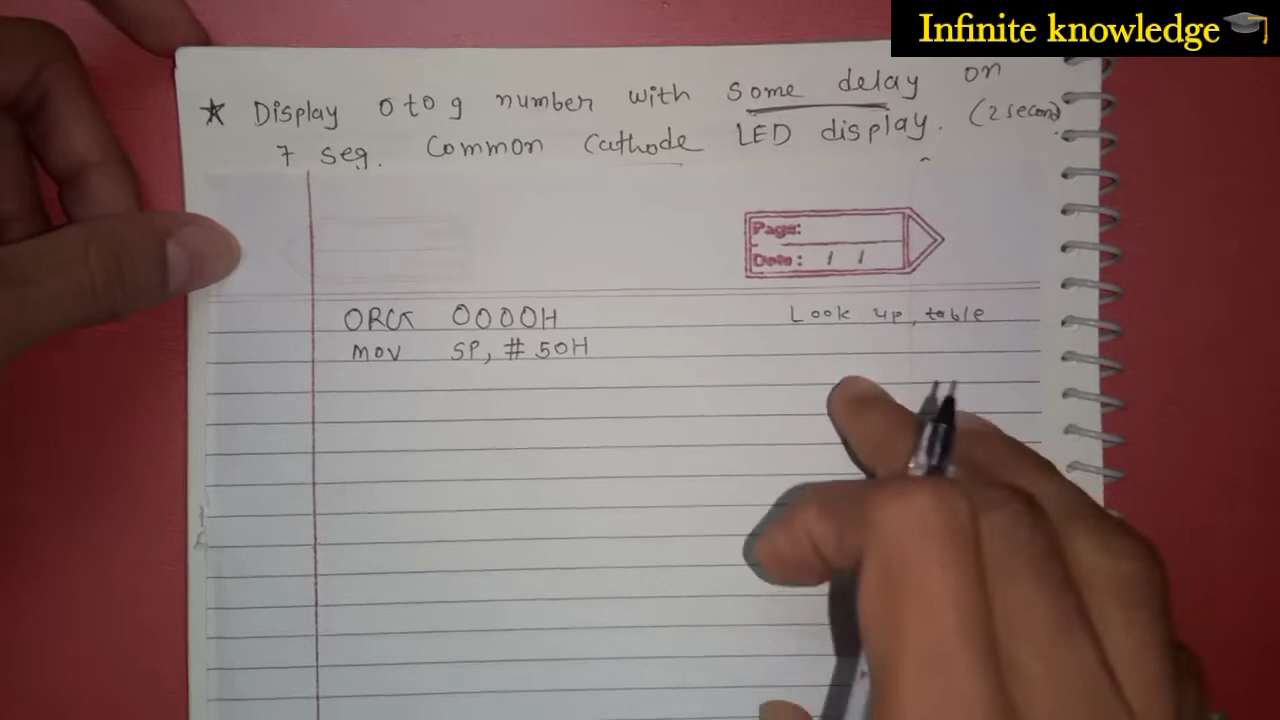 Infinite knowledge
★ Display 0 to 9 number with some delay on
7 seg. Common Cathode LED display. (2 second
Page:
Date: / /
ORG 0000H
Look up table
MOV SP, # 50H